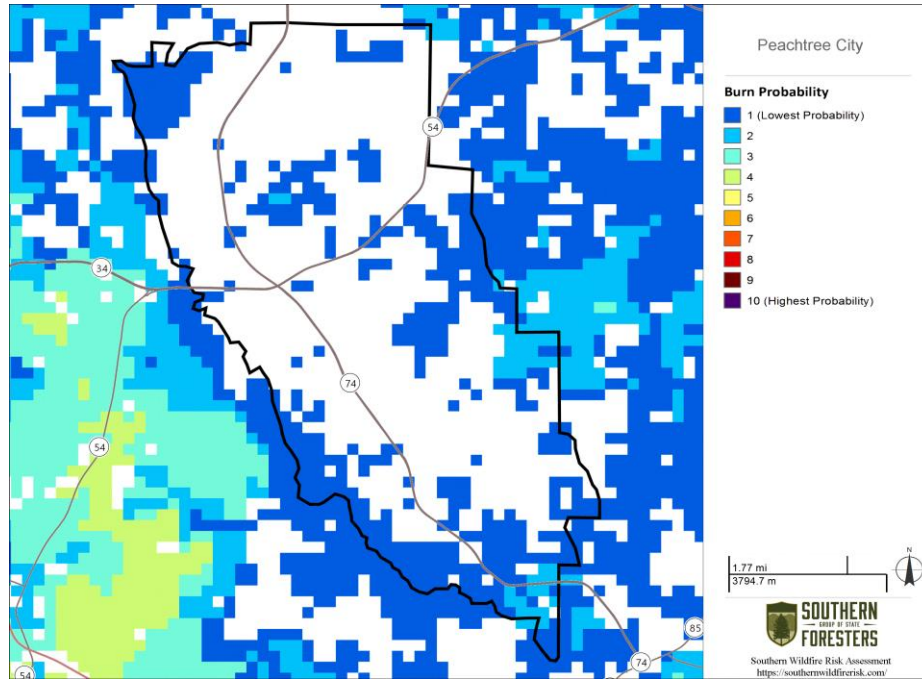 Peachtree City
Burn Probability
1 (Lowest Probability)
2
3
4
5
6
7
8
9
10 (Highest Probability)
54
34
74
54
54
85
74
N
1.77 mi
3794.7 m
SOUTHERN
GROUP OF STATE
FORESTERS
Southern Wildfire Risk Assessment
https://southernwildfirerisk.com/